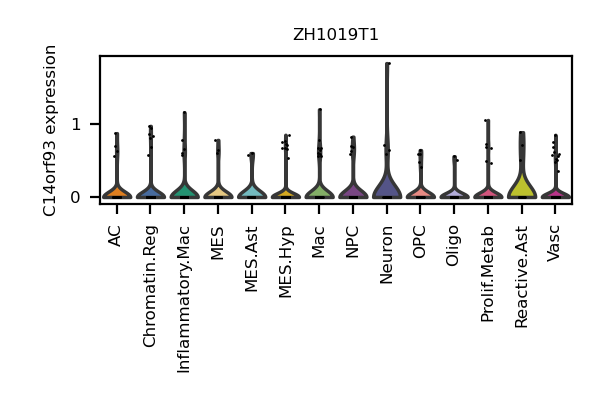 ZH1019T1
C14orf93 expression
1
0
AC
Chromatin.Reg
Inflammatory.Mac
MES
MES.Ast
MES.Hyp
Mac
NPC
Neuron
OPC
Oligo
Prolif.Metab
Reactive.Ast
Vasc